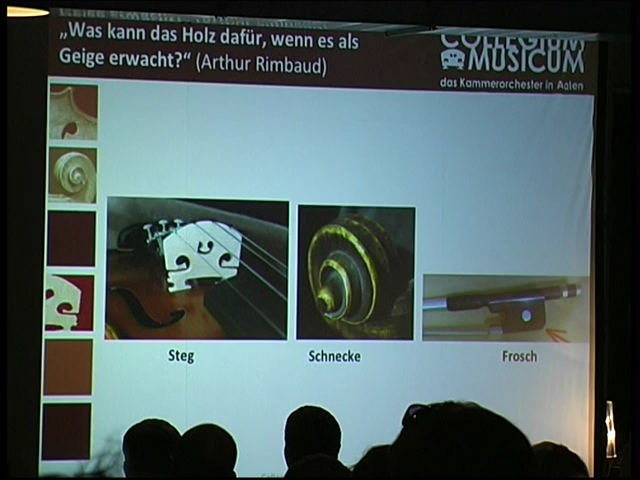 „Was kann das Holz dafür, wenn es als
Geige erwacht?“ (Arthur Rimbaud)
COLLEGIUM
MUSICUM
das Kammerorchester in Aalen
Steg
Schnecke
Frosch